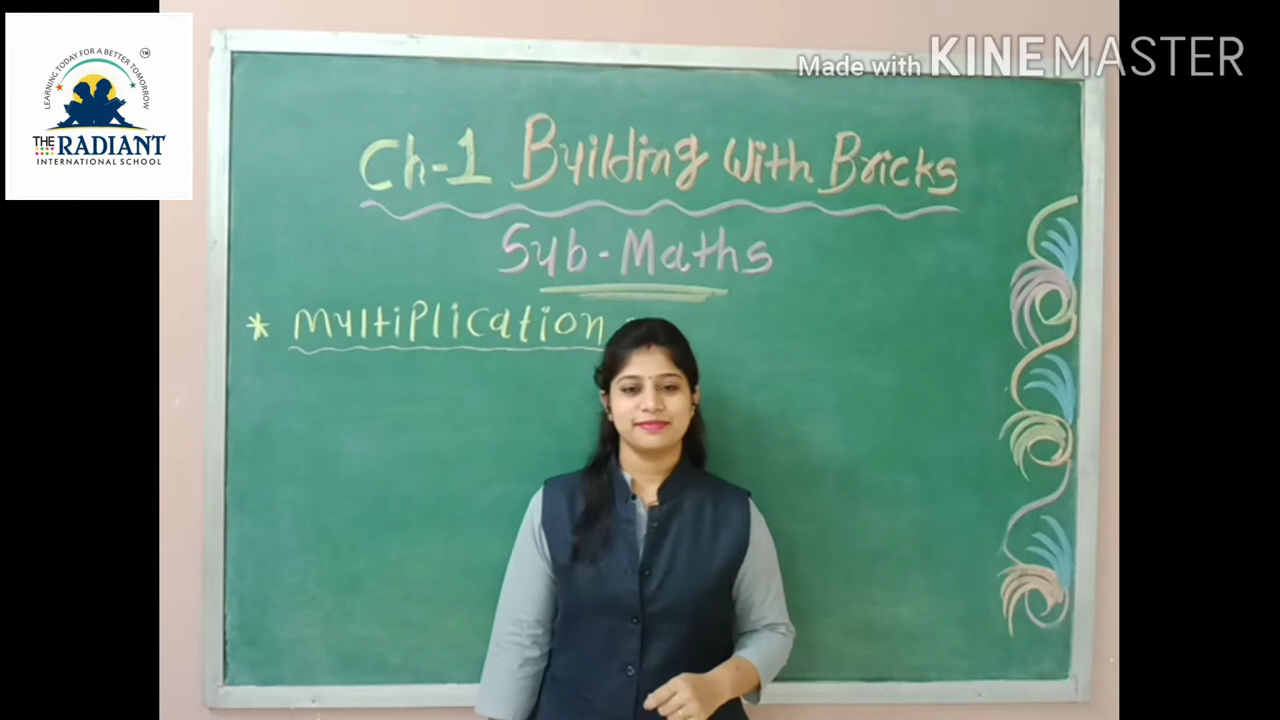 LEARNING TODAY FOR A BETTER TOMORROW
TM
THE RADIANT
INTERNATIONAL SCHOOL
Made with KINEMASTER
Ch-1 Building With Bricks
Sub-Maths
* Multiplication